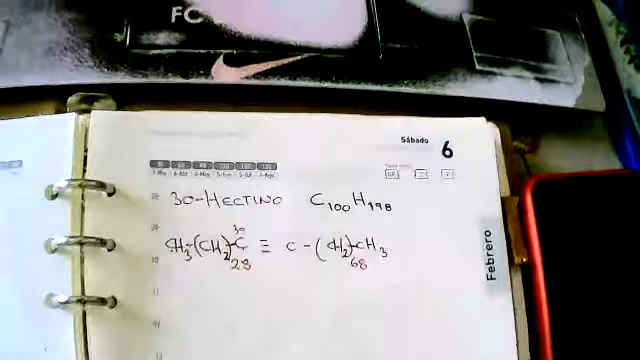 FC
Sábado 6
30-HECTINO C₁₀₀H₁₉₈
30
CH₃-(CH₂)-C ≡ C-(CH₂)-CH₃
28 68
Febrero